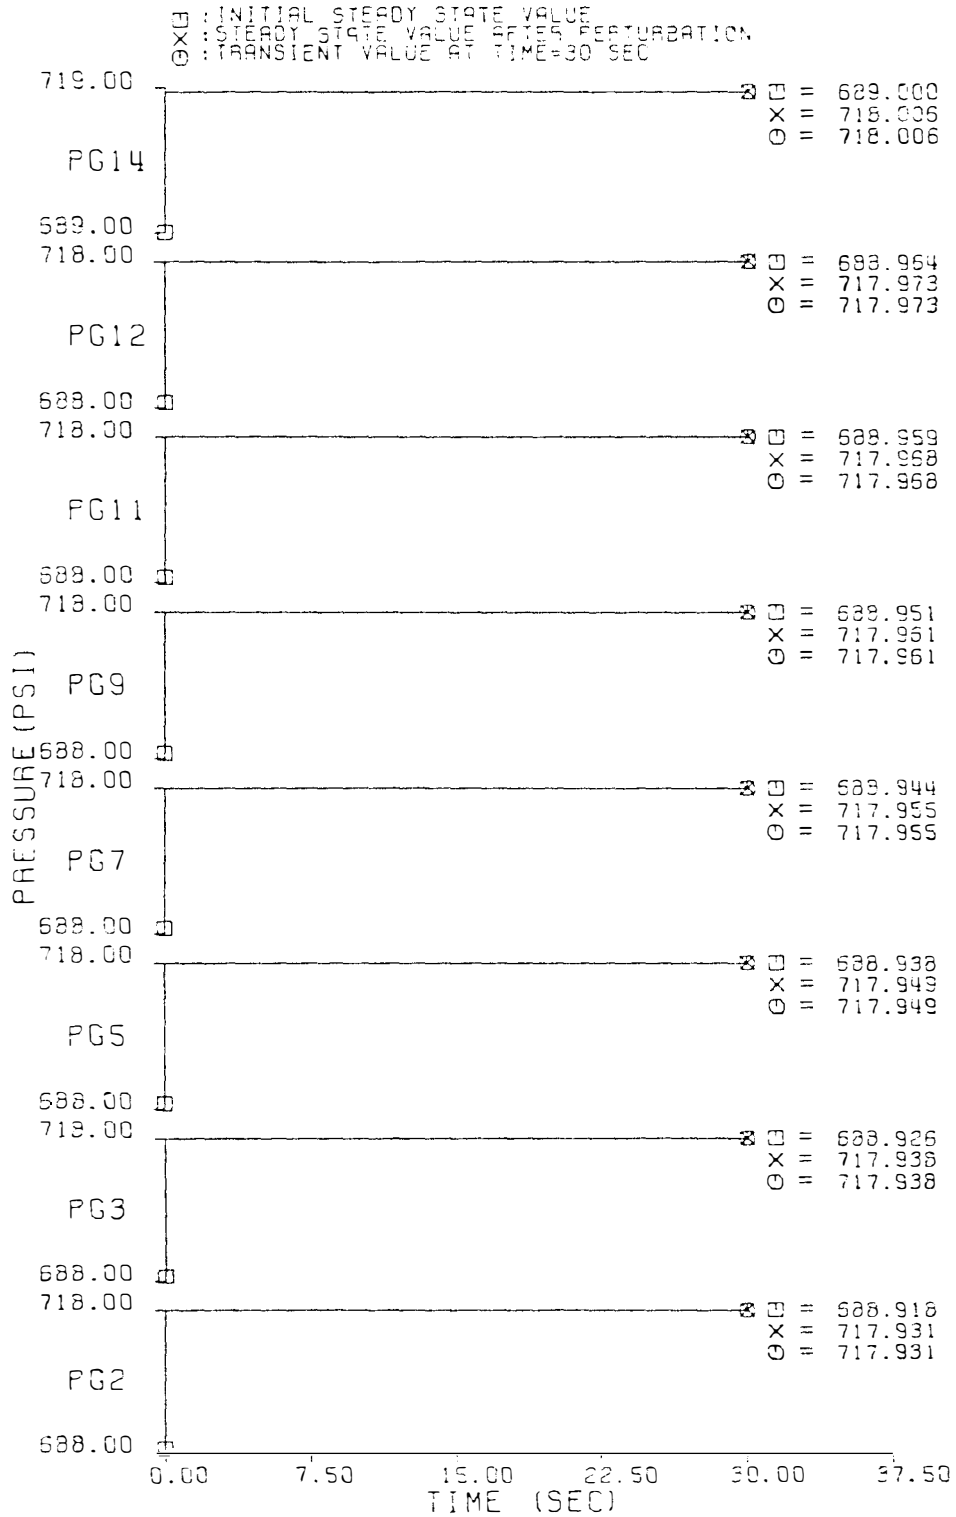 □ : INITIAL STEADY STATE VALUE
X : STEADY STATE VALUE AFTER PERTURBATION
⊙ : TRANSIENT VALUE AT TIME=30 SEC
719.00
□ = 689.000
X = 718.006
⊙ = 718.006
PG14
689.00
718.00
□ = 688.964
X = 717.973
⊙ = 717.973
PG12
688.00
718.00
□ = 688.959
X = 717.968
⊙ = 717.968
PG11
688.00
718.00
□ = 688.951
X = 717.961
⊙ = 717.961
PG9
688.00
718.00
□ = 688.944
X = 717.955
⊙ = 717.955
PG7
688.00
718.00
□ = 688.938
X = 717.949
⊙ = 717.949
PG5
688.00
718.00
□ = 688.926
X = 717.938
⊙ = 717.938
PG3
688.00
718.00
□ = 688.918
X = 717.931
⊙ = 717.931
PG2
688.00
PRESSURE (PSI)
0.00 7.50 15.00 22.50 30.00 37.50
TIME (SEC)